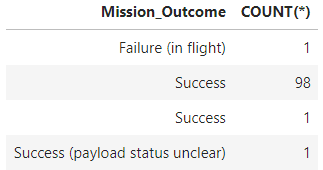 Mission_Outcome COUNT(*)
Failure (in flight) 1
Success 98
Success 1
Success (payload status unclear) 1